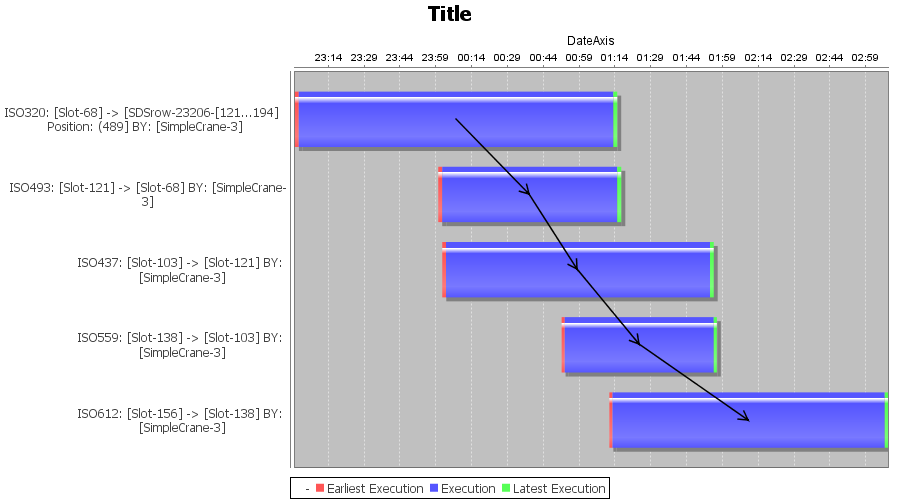 Title
DateAxis
23:14 23:29 23:44 23:59 00:14 00:29 00:44 00:59 01:14 01:29 01:44 01:59 02:14 02:29 02:44 02:59
ISO320: [Slot-68] -> [SDSrow-23206-[121...194]
Position: (489] BY: [SimpleCrane-3]
ISO493: [Slot-121] -> [Slot-68] BY: [SimpleCrane-
3]
ISO437: [Slot-103] -> [Slot-121] BY:
[SimpleCrane-3]
ISO559: [Slot-138] -> [Slot-103] BY:
[SimpleCrane-3]
ISO612: [Slot-156] -> [Slot-138] BY:
[SimpleCrane-3]
- Earliest Execution Execution Latest Execution